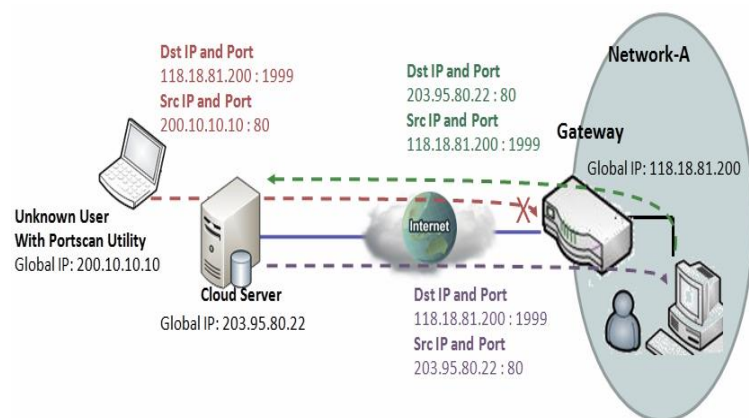 Dst IP and Port
118.18.81.200 : 1999
Src IP and Port
200.10.10.10 : 80
Dst IP and Port
203.95.80.22 : 80
Src IP and Port
118.18.81.200 : 1999
Network-A
Gateway
Global IP: 118.18.81.200
Unknown User
With Portscan Utility
Global IP: 200.10.10.10
Internet
Cloud Server
Global IP: 203.95.80.22
Dst IP and Port
118.18.81.200 : 1999
Src IP and Port
203.95.80.22 : 80